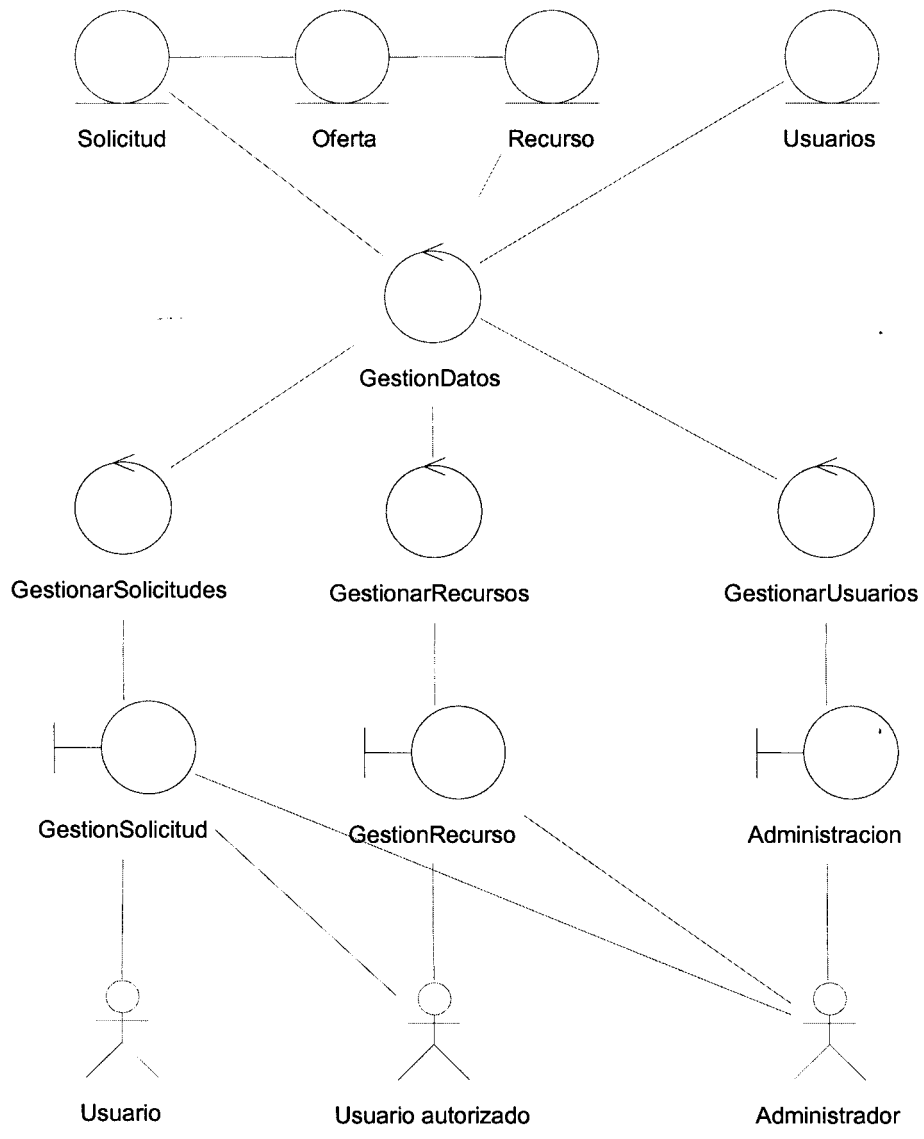 Solicitud
Oferta
Recurso
Usuarios
GestionDatos
GestionarSolicitudes
GestionarRecursos
GestionarUsuarios
GestionSolicitud
GestionRecurso
Administracion
Usuario
Usuario autorizado
Administrador